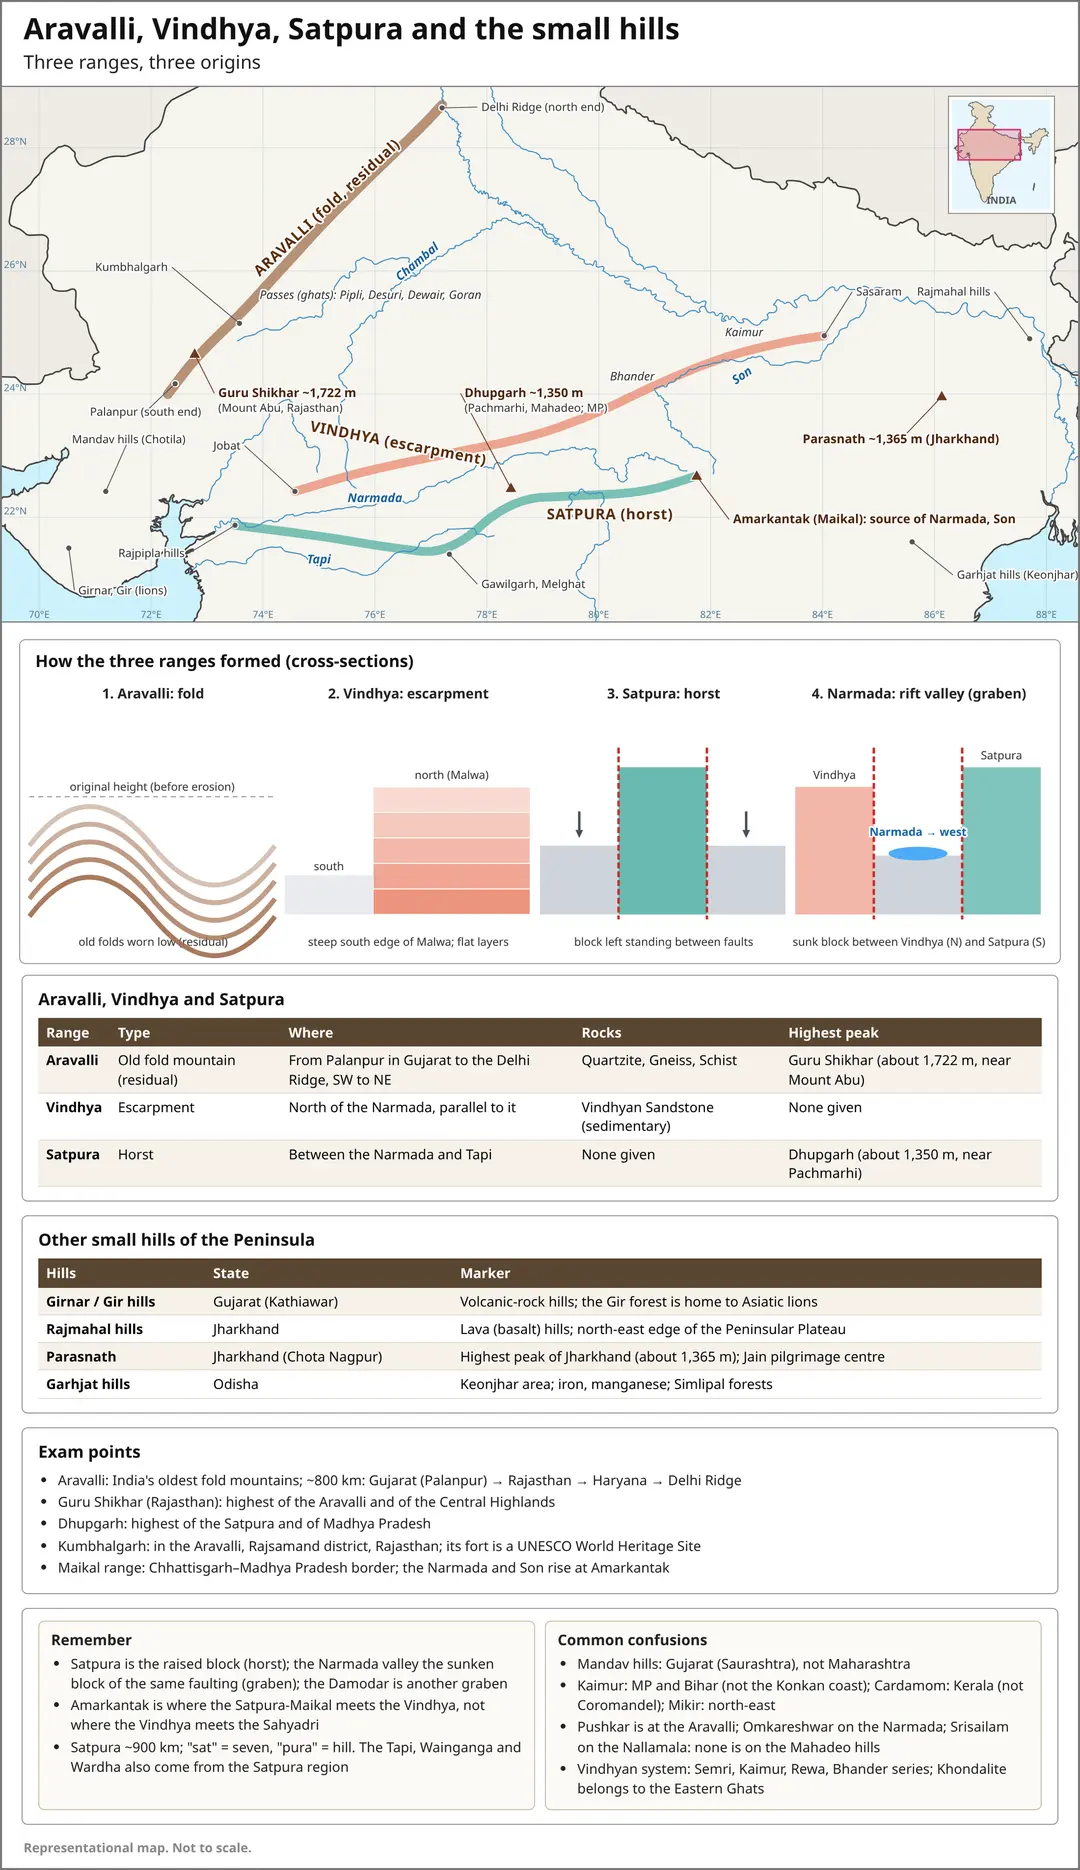 Aravalli, Vindhya, Satpura and the small hills
Three ranges, three origins
Delhi Ridge (north end)
28°N
INDIA
ARAVALLI (fold, residual)
Chambal
26°N
Kumbhalgarh
Passes (ghats): Pipli, Desuri, Dewair, Goran
Sasaram
Rajmahal hills
Kaimur
Bhander
Son
24°N
Guru Shikhar ~1,722 m
(Mount Abu, Rajasthan)
Dhupgarh ~1,350 m
(Pachmarhi, Mahadeo; MP)
Palanpur (south end)
VINDHYA (escarpment)
Parasnath ~1,365 m (Jharkhand)
Mandav hills (Chotila)
Jobat
Narmada
22°N
SATPURA (horst)
Amarkantak (Maikal): source of Narmada, Son
Rajpipla hills
Tapi
Gawilgarh, Melghat
Garhjat hills (Keonjhar)
Girnar, Gir (lions)
70°E
72°E
74°E
76°E
78°E
80°E
82°E
84°E
86°E
88°E
How the three ranges formed (cross-sections)
1. Aravalli: fold
original height (before erosion)
old folds worn low (residual)
2. Vindhya: escarpment
north (Malwa)
south
steep south edge of Malwa; flat layers
3. Satpura: horst
block left standing between faults
4. Narmada: rift valley (graben)
Satpura
Vindhya
Narmada → west
sunk block between Vindhya (N) and Satpura (S)
Aravalli, Vindhya and Satpura
Range Type Where Rocks Highest peak
Aravalli Old fold mountain From Palanpur in Gujarat to the Delhi Quartzite, Gneiss, Schist Guru Shikhar (about 1,722 m, near
(residual) Ridge, SW to NE Mount Abu)
Vindhya Escarpment North of the Narmada, parallel to it Vindhyan Sandstone None given
(sedimentary)
Satpura Horst Between the Narmada and Tapi None given Dhupgarh (about 1,350 m, near
Pachmarhi)
Other small hills of the Peninsula
Hills State Marker
Girnar / Gir hills Gujarat (Kathiawar) Volcanic-rock hills; the Gir forest is home to Asiatic lions
Rajmahal hills Jharkhand Lava (basalt) hills; north-east edge of the Peninsular Plateau
Parasnath Jharkhand (Chota Nagpur) Highest peak of Jharkhand (about 1,365 m); Jain pilgrimage centre
Garhjat hills Odisha Keonjhar area; iron, manganese; Simlipal forests
Exam points
• Aravalli: India's oldest fold mountains; ~800 km: Gujarat (Palanpur) → Rajasthan → Haryana → Delhi Ridge
• Guru Shikhar (Rajasthan): highest of the Aravalli and of the Central Highlands
• Dhupgarh: highest of the Satpura and of Madhya Pradesh
• Kumbhalgarh: in the Aravalli, Rajsamand district, Rajasthan; its fort is a UNESCO World Heritage Site
• Maikal range: Chhattisgarh–Madhya Pradesh border; the Narmada and Son rise at Amarkantak
Remember
• Satpura is the raised block (horst); the Narmada valley the sunken
block of the same faulting (graben); the Damodar is another graben
• Amarkantak is where the Satpura-Maikal meets the Vindhya, not
where the Vindhya meets the Sahyadri
• Satpura ~900 km; "sat" = seven, "pura" = hill. The Tapi, Wainganga and
Wardha also come from the Satpura region
Common confusions
• Mandav hills: Gujarat (Saurashtra), not Maharashtra
• Kaimur: MP and Bihar (not the Konkan coast); Cardamom: Kerala (not
Coromandel); Mikir: north-east
• Pushkar is at the Aravalli; Omkareshwar on the Narmada; Srisailam
on the Nallamala: none is on the Mahadeo hills
• Vindhyan system: Semri, Kaimur, Rewa, Bhander series; Khondalite
belongs to the Eastern Ghats
Representational map. Not to scale.